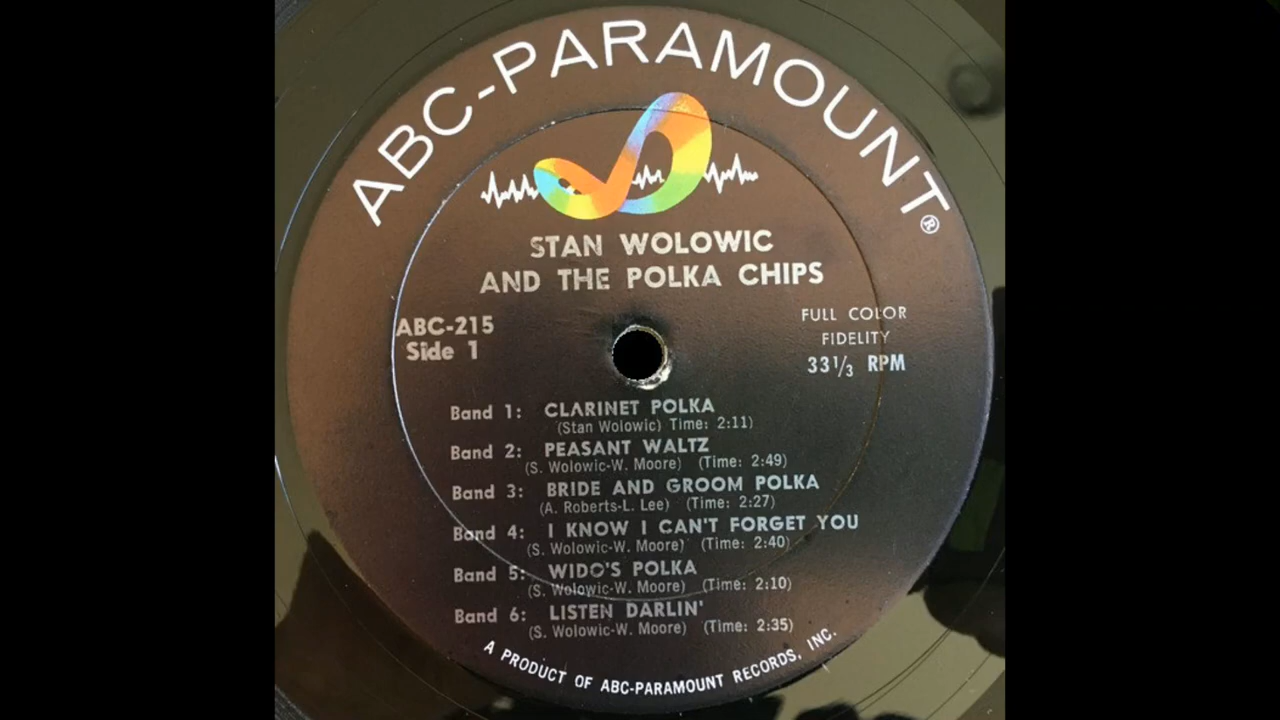 ABC-PARAMOUNT®
STAN WOLOWIC
AND THE POLKA CHIPS
ABC-215
Side 1
FULL COLOR
FIDELITY
33 1/3 RPM
Band 1: CLARINET POLKA
(Stan Wolowic) Time: 2:11)
Band 2: PEASANT WALTZ
(S. Wolowic-W. Moore) (Time: 2:49)
Band 3: BRIDE AND GROOM POLKA
(A. Roberts-L. Lee) (Time: 2:27)
Band 4: I KNOW I CAN'T FORGET YOU
(S. Wolowic-W. Moore) (Time: 2:40)
Band 5: WIDO'S POLKA
(S. Wolowic-W. Moore) (Time: 2:10)
Band 6: LISTEN DARLIN'
(S. Wolowic-W. Moore) (Time: 2:35)
A PRODUCT OF ABC-PARAMOUNT RECORDS, INC.